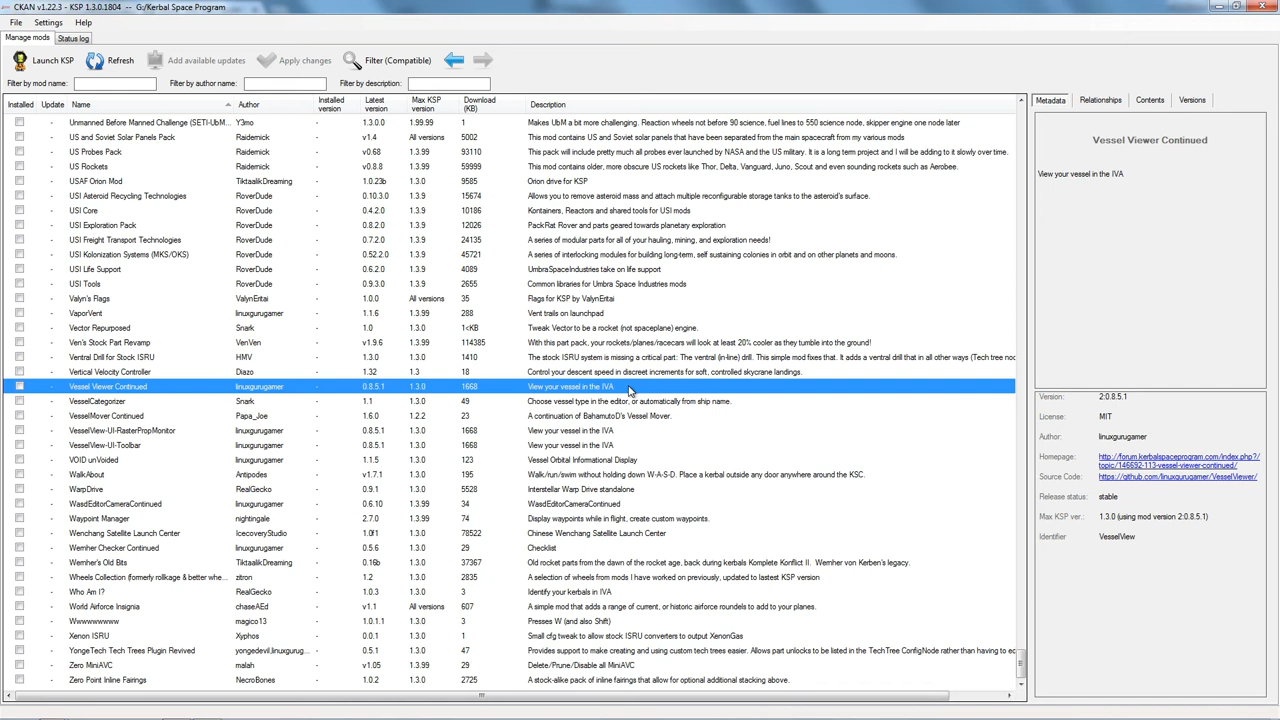 CKAN v1.22.3 - KSP 1.3.0.1804 -- G:/Kerbal Space Program
File Settings Help
Manage mods Status log
Launch KSP Refresh Add available updates Apply changes Filter (Compatible)
Filter by mod name: Filter by author name: Filter by description:
Installed Update Name Author Installed version Latest version Max KSP version Download (KB) Description
- Unmanned Before Manned Challenge (SETI-UbM... Y3mo - 1.3.0.0 1.99.99 1 Makes UbM a bit more challenging. Reaction wheels not before 90 science, fuel lines to 550 science node, skipper engine one node later
- US and Soviet Solar Panels Pack Raidernick - v1.4 All versions 5002 This mod contains US and Soviet solar panels that have been separated from the main spacecraft from my various mods
- US Probes Pack Raidernick - v0.68 1.3.9 93110 This pack will include pretty much all probes ever launched by NASA and the US military. It is a long term project and I will be adding to it slowly over time.
- US Rockets Raidernick - v0.8.8 1.3.9 59999 This mod contains older, more obscure US rockets like Thor, Delta, Vanguard, Juno, Scout and even sounding rockets such as Aerobee.
- USAF Orion Mod TiktaalikDreaming - 1.0.23b 1.3.9 9585 Orion drive for KSP
- USI Asteroid Recycling Technologies RoverDude - 0.10.3.0 1.3.9 15674 Allows you to remove asteroid mass and attach multiple reconfigurable storage tanks to the asteroid's surface.
- USI Core RoverDude - 0.4.2.0 1.3.9 10186 Kontainers, Reactors and shared tools for USI mods
- USI Exploration Pack RoverDude - 0.8.2.0 1.3.9 12026 PackRat Rover and parts geared towards planetary exploration
- USI Freight Transport Technologies RoverDude - 0.7.2.0 1.3.9 24135 A series of modular parts for all of your hauling, mining, and exploration needs!
- USI Kolonization Systems (MKS/OKS) RoverDude - 0.52.2.0 1.3.9 45721 A series of interlocking modules for building long-term, self sustaining colonies in orbit and on other planets and moons.
- USI Life Support RoverDude - 0.6.2.0 1.3.9 4089 UmbraSpaceIndustries take on life support
- USI Tools RoverDude - 0.9.3.0 1.3.9 2655 Common libraries for Umbra Space Industries mods
- Valyn's Flags ValynEritai - 1.0.0 All versions 35 Flags for KSP by ValynEritai
- VaporVent linuxgurugamer - 1.1.6 1.3.99 288 Vent trails on launchpad
- Vector Repurposed Snark - 1.0 1.3.0 1<KB Tweak Vector to be a rocket (not spaceplane) engine.
- Ven's Stock Part Revamp VenVen - v1.9.6 1.3.99 114385 With this part pack, your rockets/planes/racecars will look at least 20% cooler as they tumble into the ground!
- Ventral Drill for Stock ISRU HMV - 1.3.0 1.3.0 1410 The stock ISRU system is missing a critical part: The ventral (in-line) drill. This simple mod fixes that. It adds a ventral drill that in all other ways (Tech tree noc
- Vertical Velocity Controller Diazo - 1.32 1.3 18 Control your descent speed in discreet increments for soft, controlled skycrane landings.
- Vessel Viewer Continued linuxgurugamer - 0.8.5.1 1.3.0 1668 View your vessel in the IVA
- VesselCategorizer Snark - 1.1 1.3.0 49 Choose vessel type in the editor, or automatically from ship name.
- VesselMover Continued Papa_Joe - 1.6.0 1.2.2 23 A continuation of BahamutoD's Vessel Mover.
- VesselView-UI-RasterPropMonitor linuxgurugamer - 0.8.5.1 1.3.0 1668 View your vessel in the IVA
- VesselView-UI-Toolbar linuxgurugamer - 0.8.5.1 1.3.0 1668 View your vessel in the IVA
- VOID unVoided linuxgurugamer - 1.1.5 1.3.0 123 Vessel Orbital Informational Display
- WalkAbout Antipodes - v1.7.1 1.3.0 276 Walk/run/swim without holding down W-A-S-D. Place a kerbal outside any door anywhere around the KSC.
- WarpDrive RealGecko - 0.9.1 1.3.0 5528 Interstellar Warp Drive standalone
- WasdEditorCameraContinued linuxgurugamer - 0.6.10 1.3.99 34 WasdEditorCameraContinued
- Waypoint Manager nightingale - 2.7.0 1.3.99 74 Display waypoints while in flight, create custom waypoints.
- Wenchang Satellite Launch Center IcecoveryStudio - 1.0f1 1.3.0 78522 Chinese Wenchang Satellite Launch Center
- Wernher Checker Continued linuxgurugamer - 0.5.6 1.3.0 29 Checklist
- Wernher's Old Bits TiktaalikDreaming - 0.16b 1.3.0 37367 Old rocket parts from the dawn of the rocket age, back during kerbals Komplete Konflict II. Wernher von Kerben's legacy.
- Wheels Collection (formerly rollkage & better whe... zitron - 1.2 1.3.0 2835 A selection of wheels from mods I have worked on previously, updated to lastest KSP version
- Who Am I? RealGecko - 1.0.3 1.3.0 3 Identify your kerbals in IVA
- World Airforce Insignia chaseAEd - v1.1 All versions 607 A simple mod that adds a range of current, or historic airforce roundels to add to your planes.
- Wwwwwwwww magico13 - 1.0.1.1 1.3.0 3 Presses W (and also Shift)
- Xenon ISRU Xyphos - 0.0.1 1.3.0 1 Small cfg tweak to allow stock ISRU converters to output XenonGas
- YongeTech Tech Trees Plugin Revived yongedevil,linuxgurug... - 0.5.1 1.3.0 47 Provides support to make creating and using custom tech trees easier. Allows part unlocks to be listed in the TechTree ConfigNode rather than having to ec
- Zero MiniAVC malah - v1.05 1.3.99 29 Delete/Prune/Disable all MiniAVC
- Zero Point Inline Fairings NecroBones - 1.0.2 1.3.0 2725 A stock-alike pack of inline fairings that allow for optional additional stacking above.
Metadata Relationships Contents Versions
Vessel Viewer Continued
View your vessel in the IVA
Version: 2:0.8.5.1
License: MIT
Author: linuxgurugamer
Homepage: http://forum.kerbalspaceprogram.com/index.php?/
topic/146692-113-vessel-viewer-continued/
Source Code: https://github.com/linuxgurugamer/VesselViewer/
Release status: stable
Max KSP ver.: 1.3.0 (using mod version 2:0.8.5.1)
Identifier VesselView